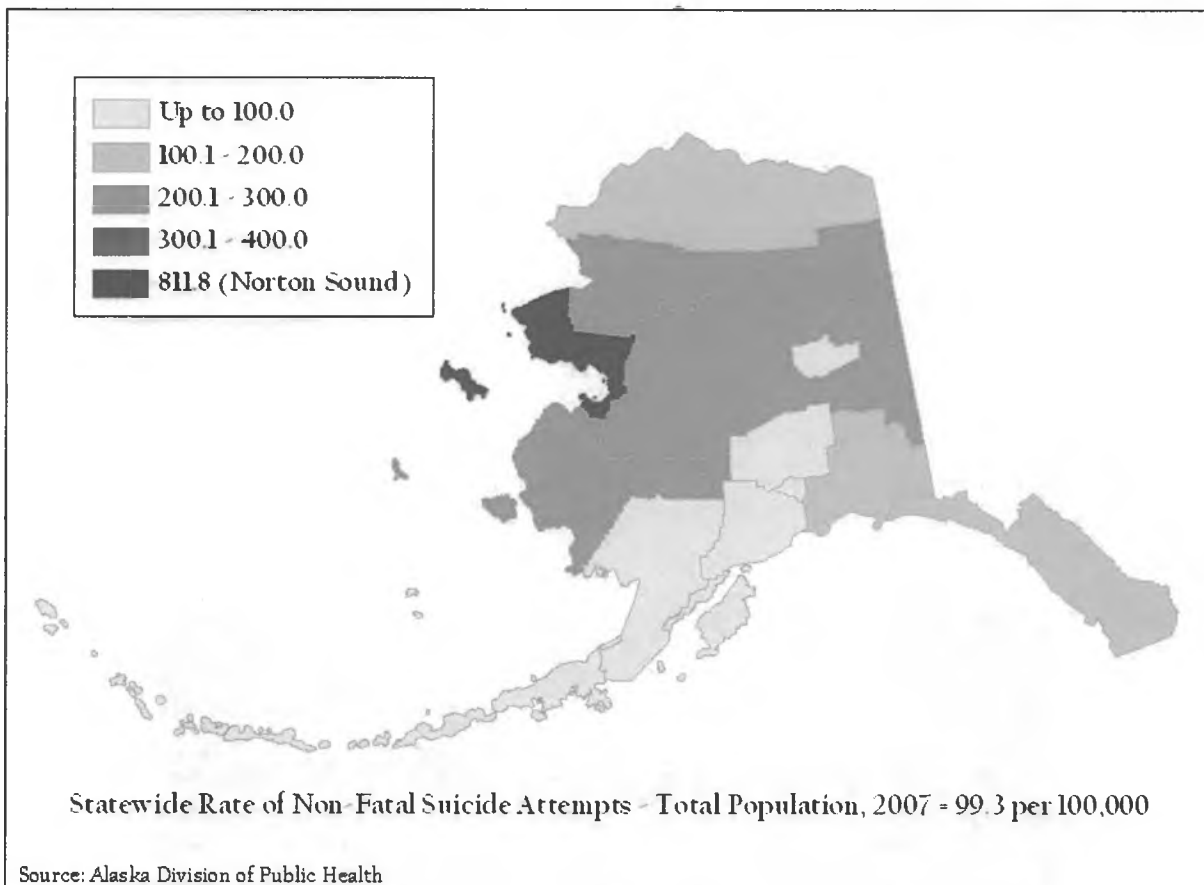 Up to 100.0
100.1 - 200.0
200.1 - 300.0
300.1 - 400.0
811.8 (Norton Sound)
Statewide Rate of Non-Fatal Suicide Attempts - Total Population, 2007 = 99.3 per 100,000
Source: Alaska Division of Public Health